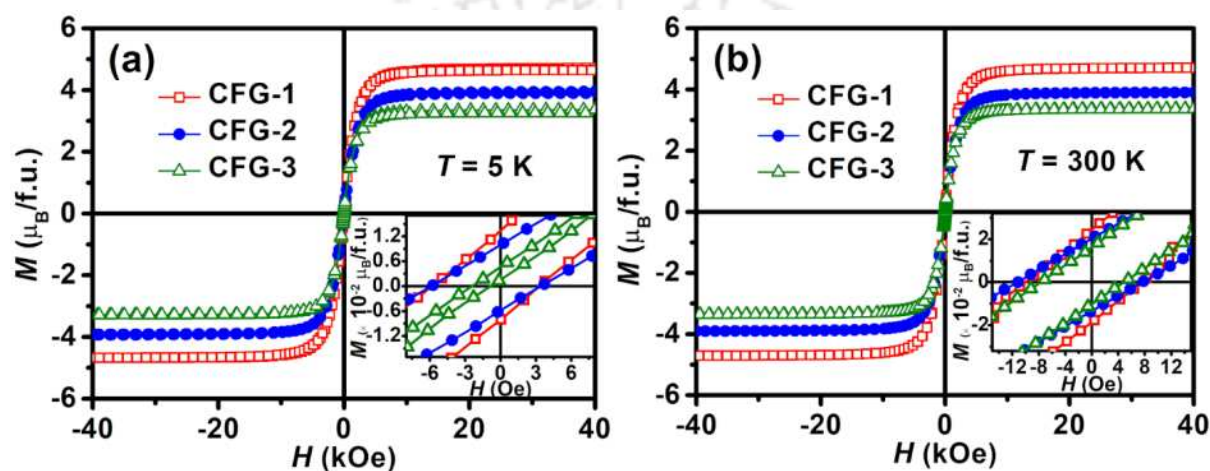 (a)
CFG-1
CFG-2
CFG-3
T = 5 K
M (μB/f.u.)
6
4
2
0
-2
-4
-6
-40
-20
0
20
40
H (kOe)
1.2
0.6
0.0
-0.6
-1.2
M (× 10⁻² μB/f.u.)
-6
-3
0
3
6
H (Oe)
(b)
CFG-1
CFG-2
CFG-3
T = 300 K
M (μB/f.u.)
6
4
2
0
-2
-4
-6
-40
-20
0
20
40
H (kOe)
2
0
-2
M (× 10⁻² μB/f.u.)
-12
-8
-4
0
4
8
12
H (Oe)